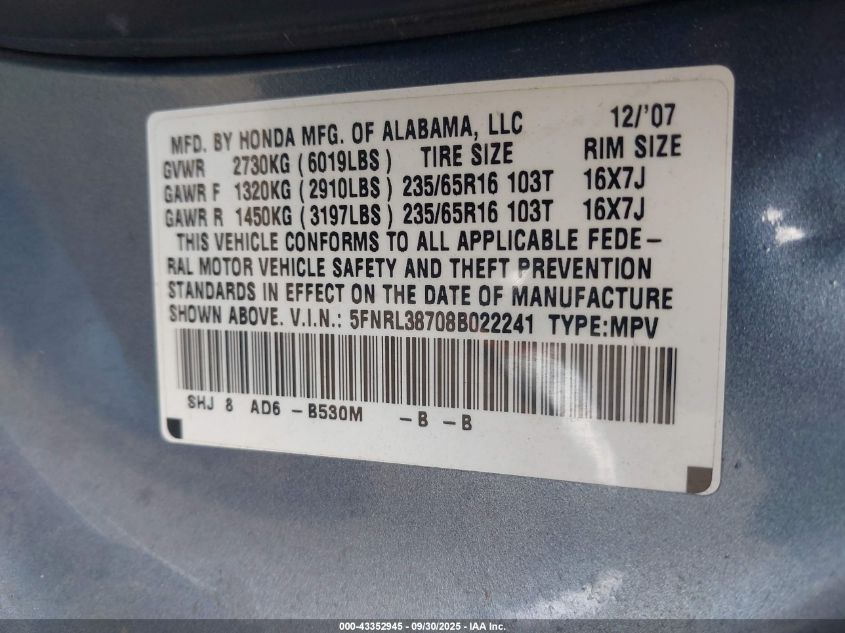 MFD. BY HONDA MFG. OF ALABAMA, LLC 12/'07
GVWR 2730KG (6019LBS) TIRE SIZE RIM SIZE
GAWR F 1320KG (2910LBS) 235/65R16 103T 16X7J
GAWR R 1450KG (3197LBS) 235/65R16 103T 16X7J
THIS VEHICLE CONFORMS TO ALL APPLICABLE FEDE-
RAL MOTOR VEHICLE SAFETY AND THEFT PREVENTION
STANDARDS IN EFFECT ON THE DATE OF MANUFACTURE
SHOWN ABOVE. V.I.N.: 5FNRL38708B022241 TYPE:MPV
SHJ 8 AD6 -B530M -B -B
000-43352945 - 09/30/2025 - IAA Inc.